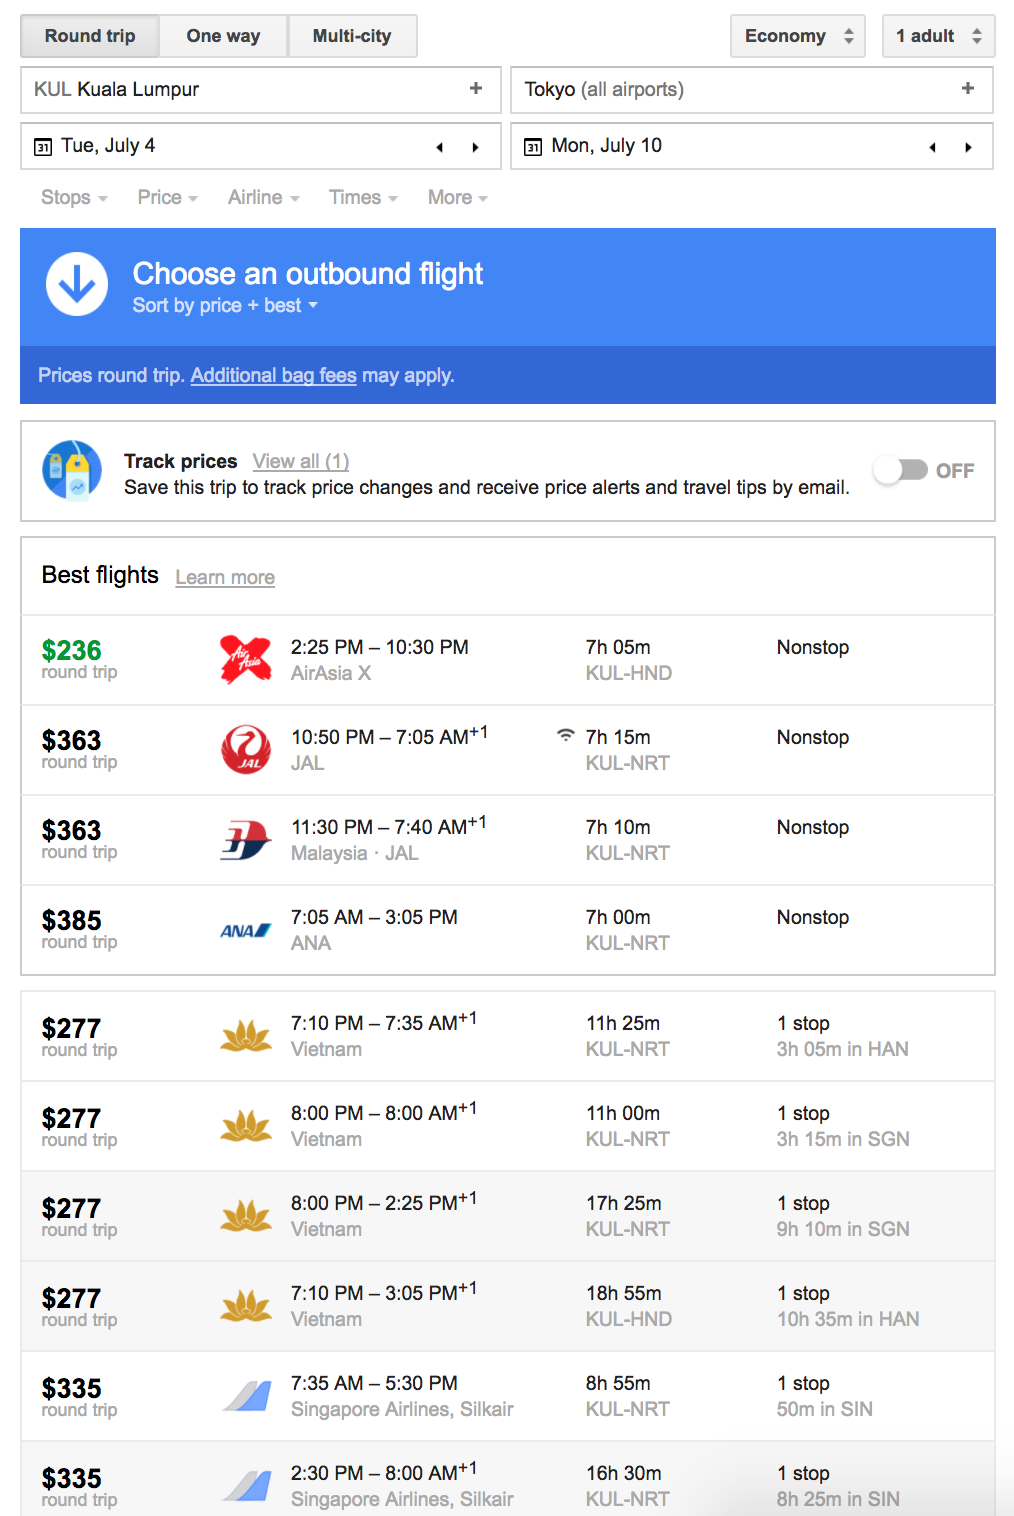 Round trip One way Multi-city Economy 1 adult
KUL Kuala Lumpur + Tokyo (all airports) +
31 Tue, July 4 31 Mon, July 10
Stops Price Airline Times More
Choose an outbound flight
Sort by price + best
Prices round trip. Additional bag fees may apply.
Track prices View all (1)
Save this trip to track price changes and receive price alerts and travel tips by email.
OFF
Best flights Learn more
$236 Air Asia 2:25 PM – 10:30 PM 7h 05m Nonstop
round trip AirAsia X KUL-HND
$363 10:50 PM – 7:05 AM+1 7h 15m Nonstop
round trip JAL JAL KUL-NRT
$363 11:30 PM – 7:40 AM+1 7h 10m Nonstop
round trip Malaysia · JAL KUL-NRT
$385 7:05 AM – 3:05 PM 7h 00m Nonstop
round trip ANA ANA KUL-NRT
$277 7:10 PM – 7:35 AM+1 11h 25m 1 stop
round trip Vietnam KUL-NRT 3h 05m in HAN
$277 8:00 PM – 8:00 AM+1 11h 00m 1 stop
round trip Vietnam KUL-NRT 3h 15m in SGN
$277 8:00 PM – 2:25 PM+1 17h 25m 1 stop
round trip Vietnam KUL-NRT 9h 10m in SGN
$277 7:10 PM – 3:05 PM+1 18h 55m 1 stop
round trip Vietnam KUL-HND 10h 35m in HAN
$335 7:35 AM – 5:30 PM 8h 55m 1 stop
round trip Singapore Airlines, Silkair KUL-NRT 50m in SIN
$335 2:30 PM – 8:00 AM+1 16h 30m 1 stop
round trip Singapore Airlines, Silkair KUL-NRT 8h 25m in SIN